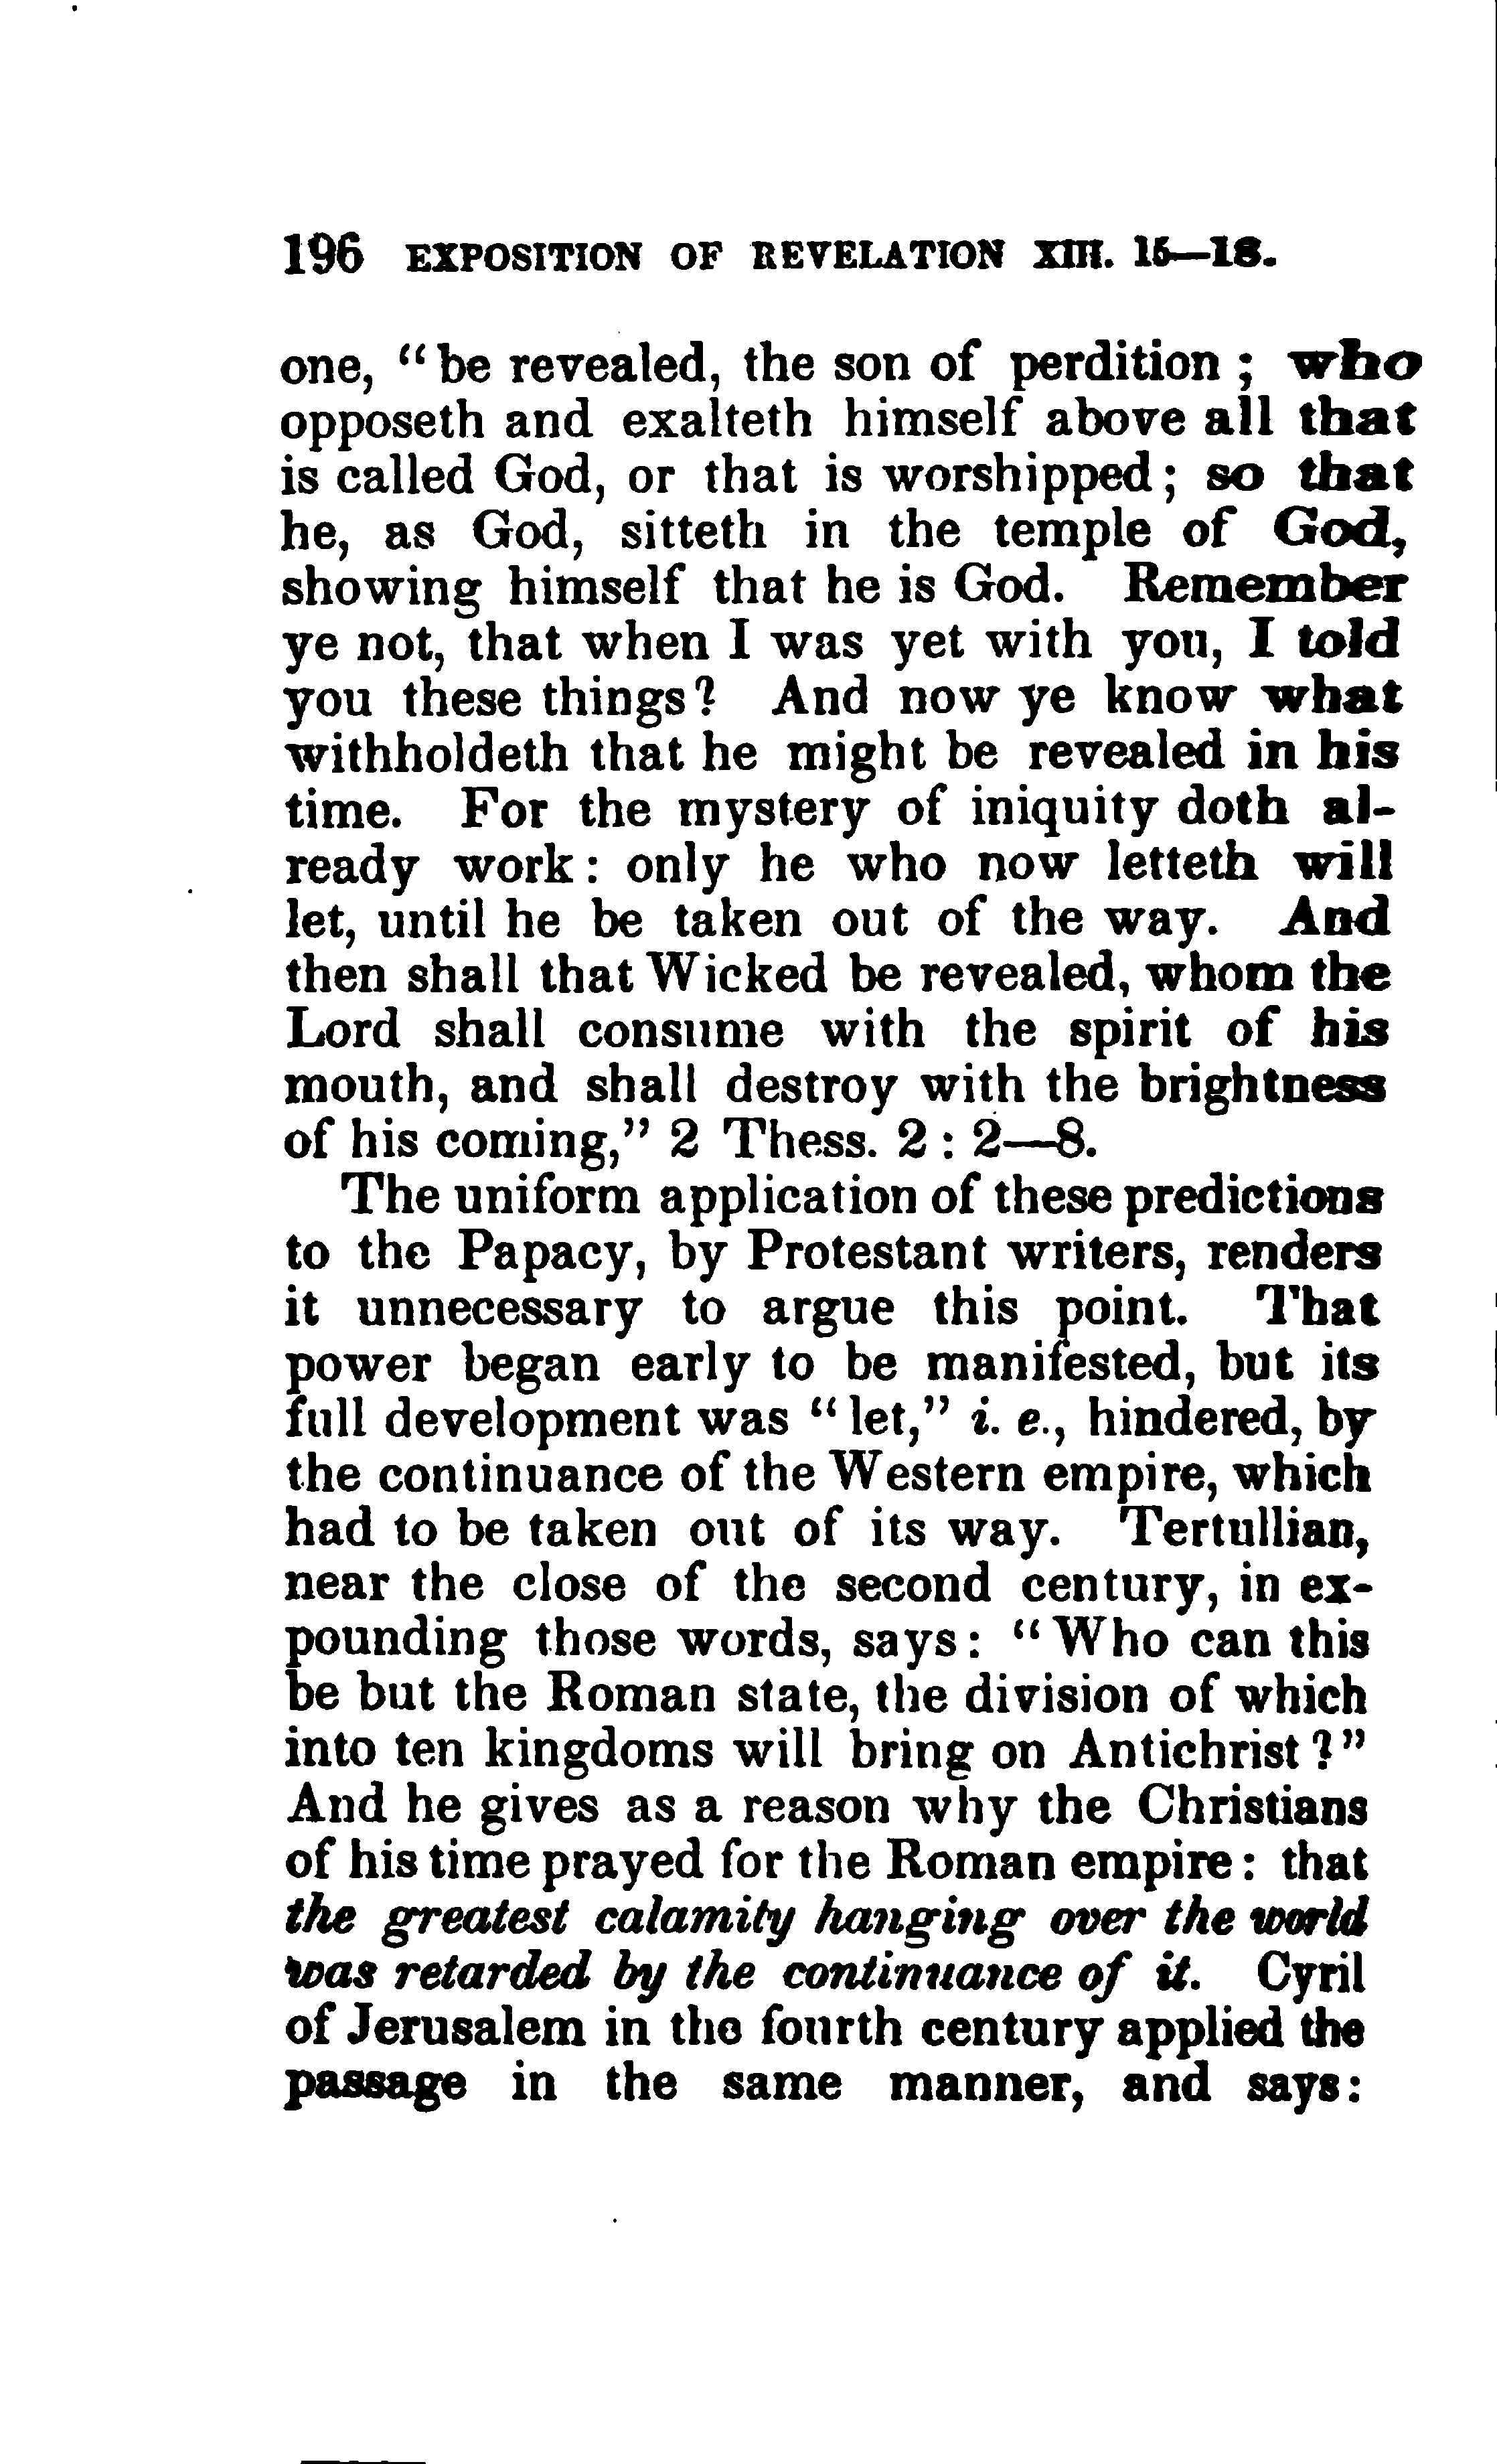 196 EXPOSITION OF REVELATION XIII. 15—18.
one, “be revealed, the son of perdition; who
opposeth and exalteth himself above all that
is called God, or that is worshipped; so that
he, as God, sitteth in the temple of God,
showing himself that he is God. Remember
ye not, that when I was yet with you, I told
you these things? And now ye know what
withholdeth that he might be revealed in his
time. For the mystery of iniquity doth al-
ready work: only he who now letteth will
let, until he be taken out of the way. And
then shall that Wicked be revealed, whom the
Lord shall consume with the spirit of his
mouth, and shall destroy with the brightness
of his coming,” 2 Thess. 2: 2—8.
The uniform application of these predictions
to the Papacy, by Protestant writers, renders
it unnecessary to argue this point. That
power began early to be manifested, but its
full development was “let,” i. e., hindered, by
the continuance of the Western empire, which
had to be taken out of its way. Tertullian,
near the close of the second century, in ex-
pounding those words, says: “Who can this
be but the Roman state, the division of which
into ten kingdoms will bring on Antichrist?”
And he gives as a reason why the Christians
of his time prayed for the Roman empire: that
the greatest calamity hanging over the world
was retarded by the continuance of it. Cyril
of Jerusalem in the fourth century applied the
passage in the same manner, and says: